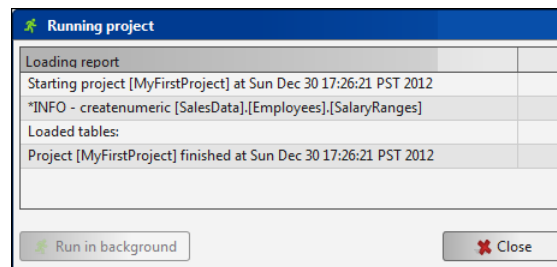 Running project
Loading report
Starting project [MyFirstProject] at Sun Dec 30 17:26:21 PST 2012
*INFO - createnumeric [SalesData].[Employees].[SalaryRanges]
Loaded tables:
Project [MyFirstProject] finished at Sun Dec 30 17:26:21 PST 2012
Run in background
Close